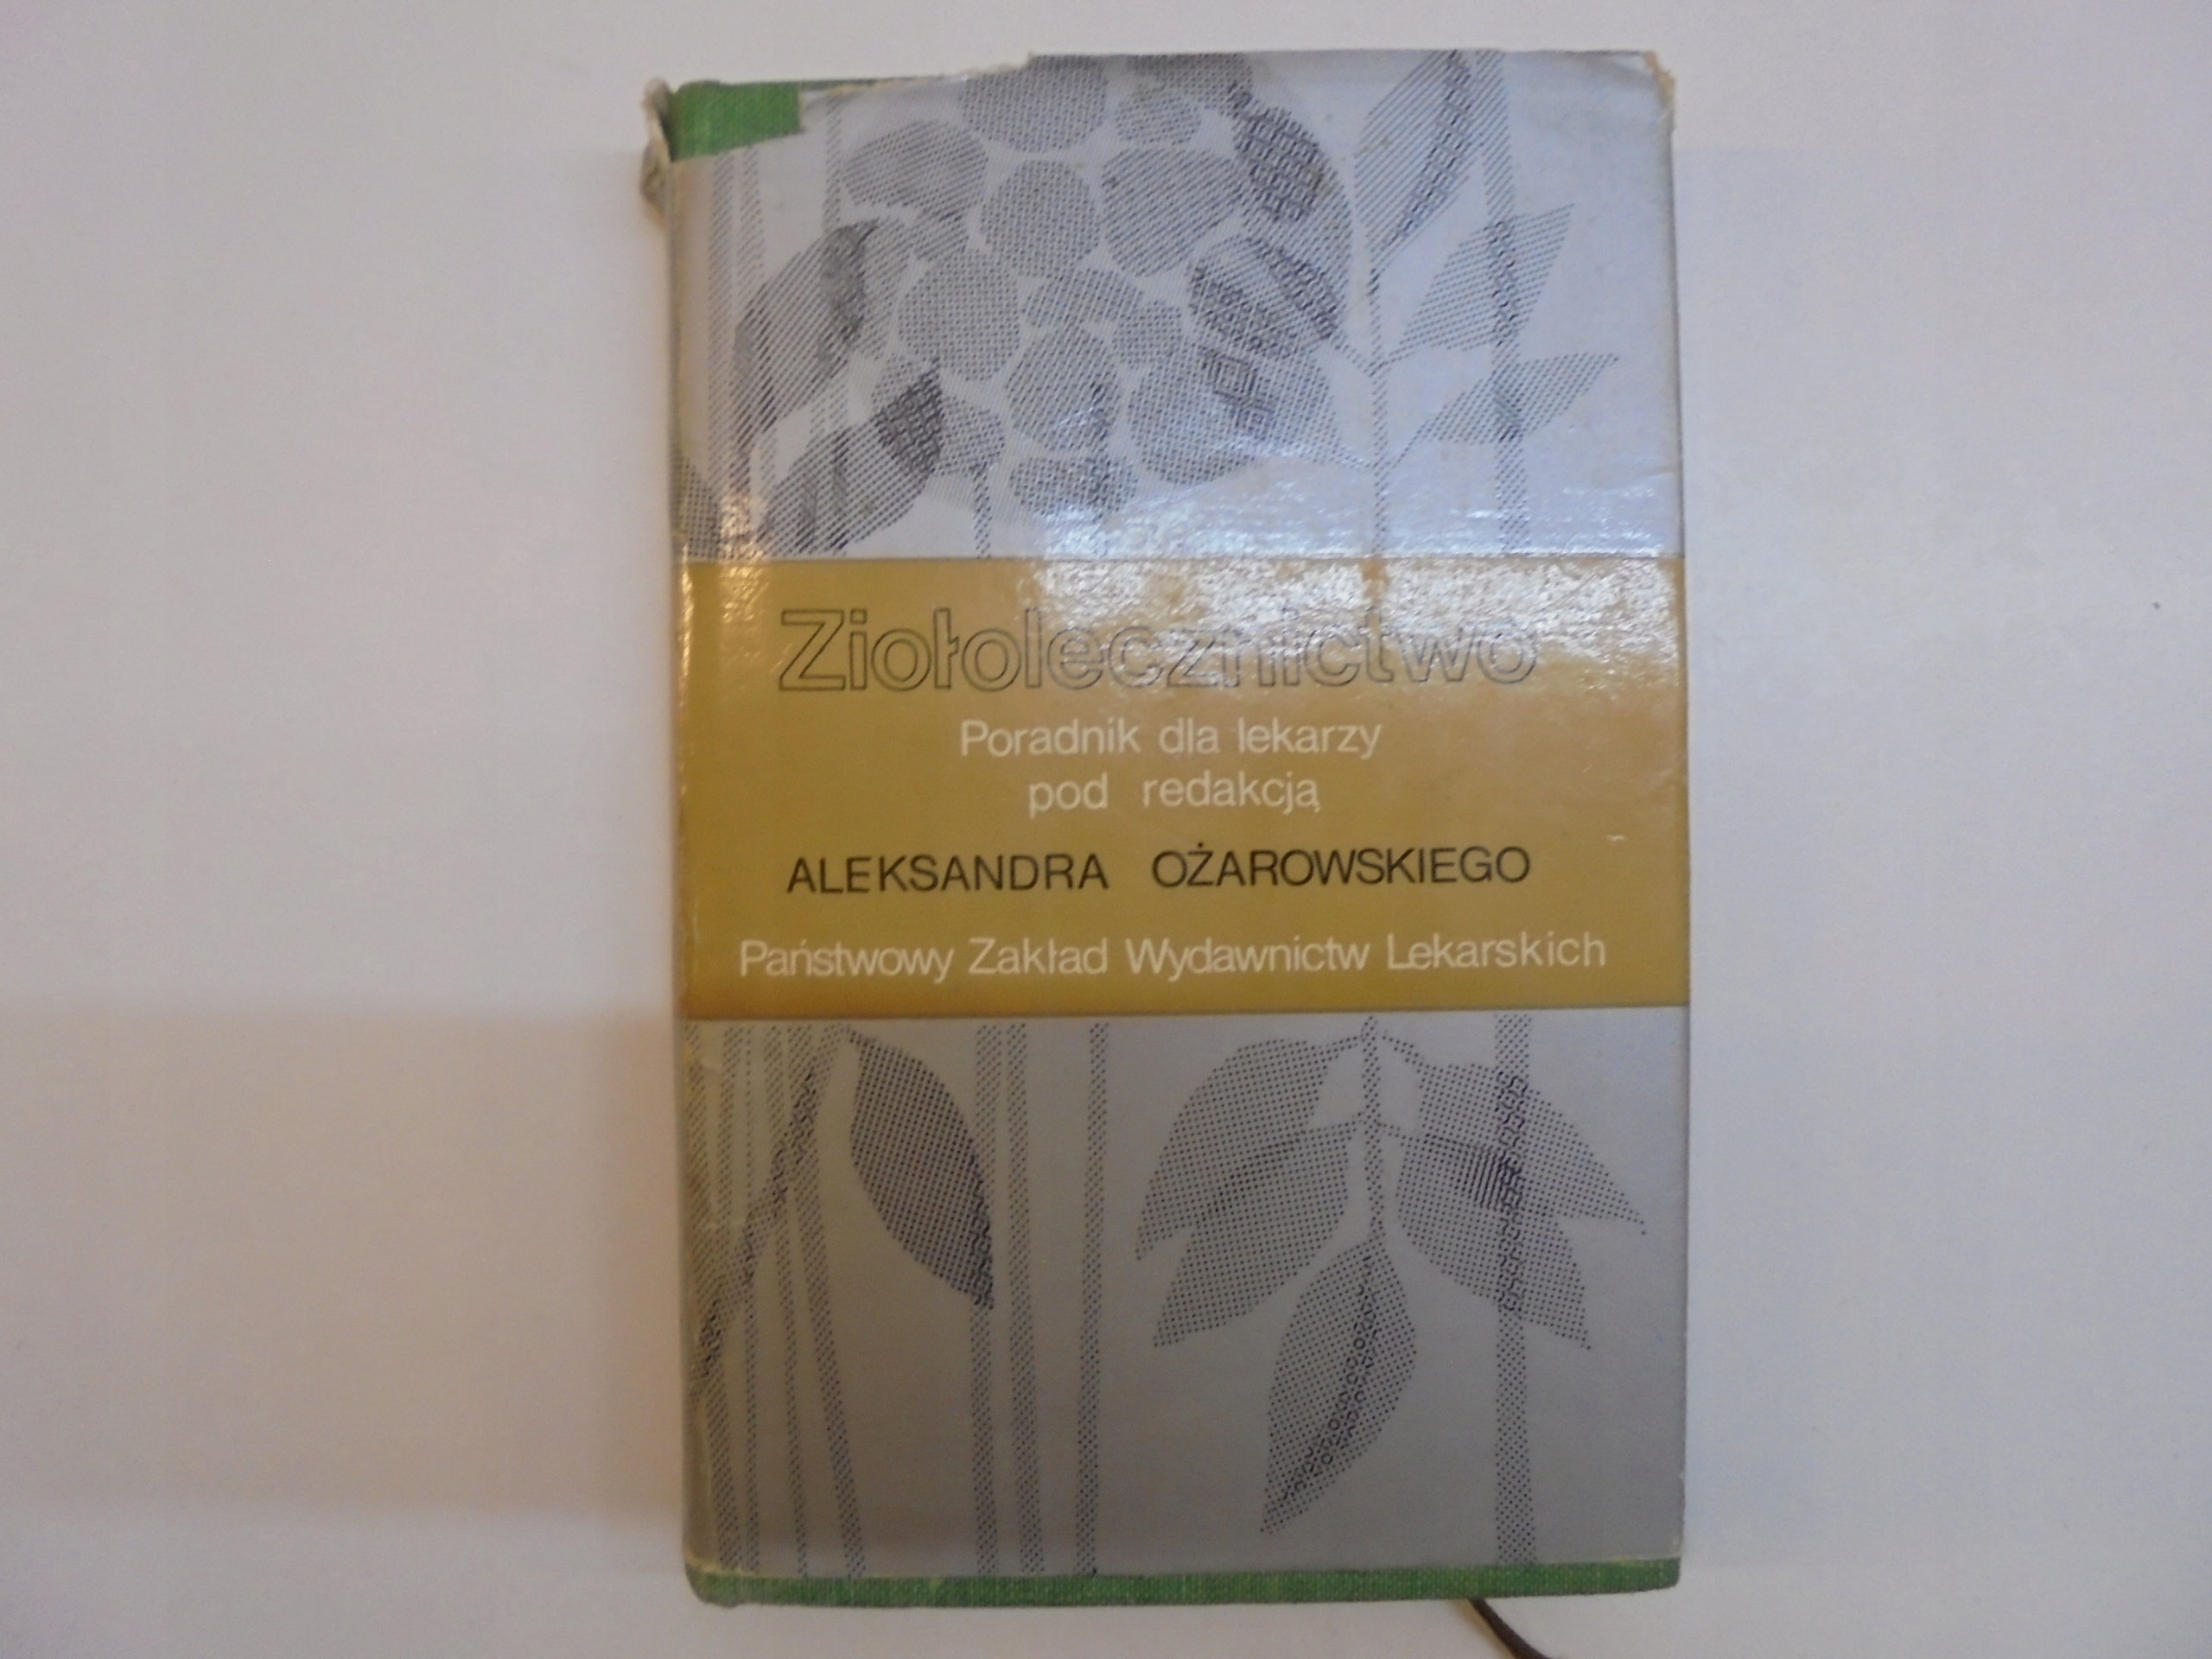 Ziołolecznictwo
Poradnik dla lekarzy
pod redakcją
ALEKSANDRA OŻAROWSKIEGO
Państwowy Zakład Wydawnictw Lekarskich